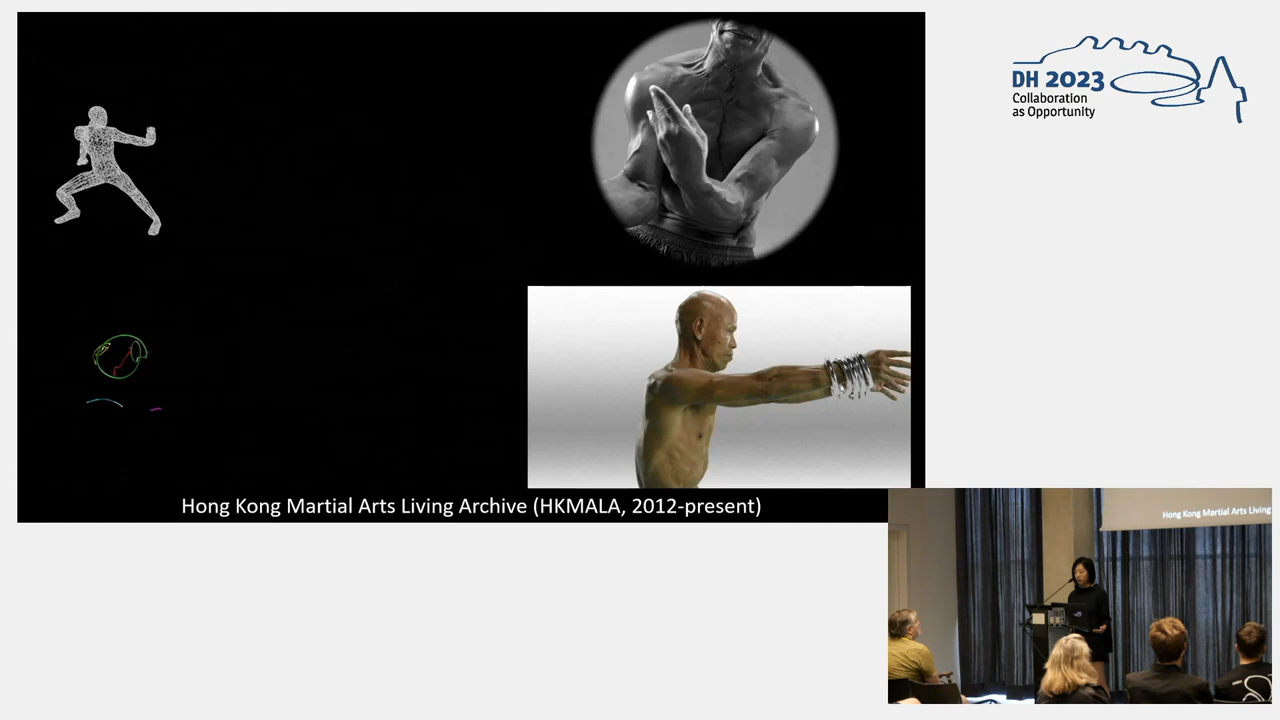 DH 2023
Collaboration
as Opportunity
Hong Kong Martial Arts Living Archive (HKMALA, 2012-present)
Hong Kong Martial Arts Living